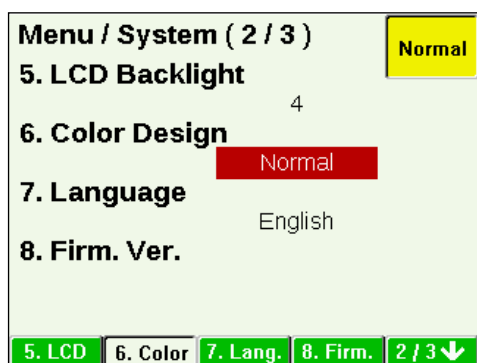 Menu / System ( 2 / 3 )
Normal
5. LCD Backlight
4
6. Color Design
Normal
7. Language
English
8. Firm. Ver.
5. LCD 6. Color 7. Lang. 8. Firm. 2 / 3